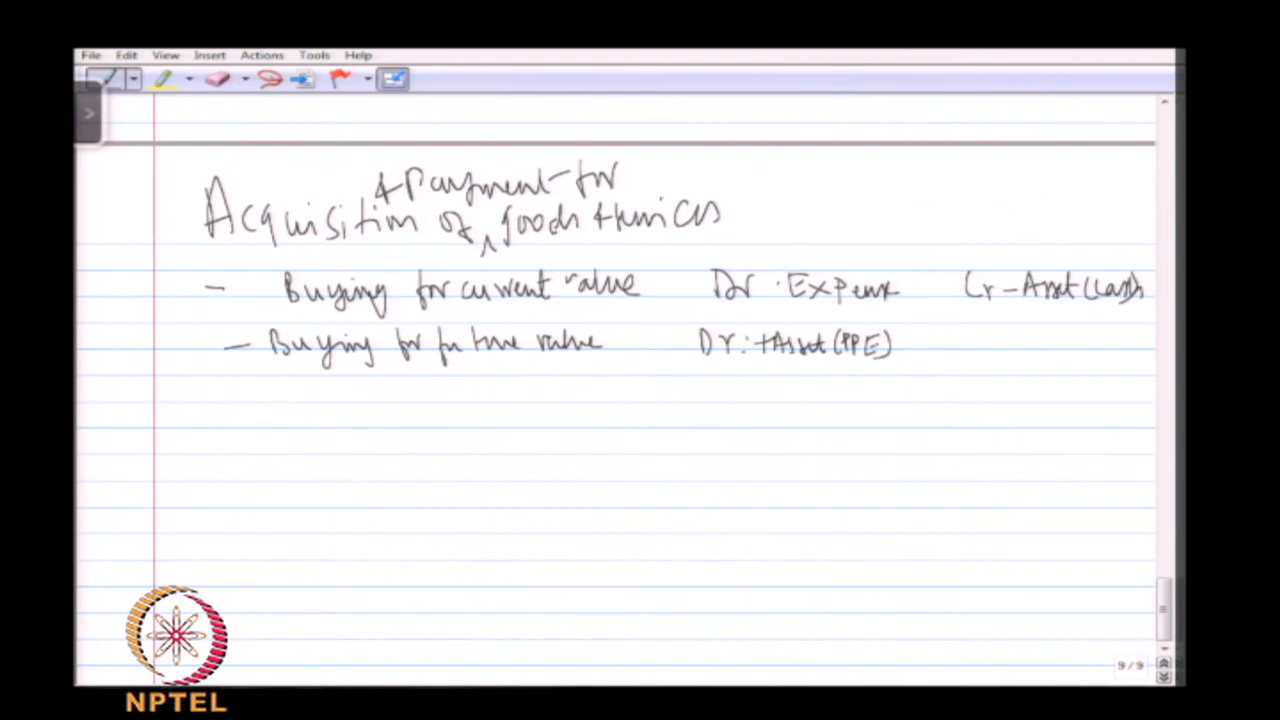 File Edit View Insert Actions Tools Help
& Payment for
Acquisition of ^ goods & services
- Buying for current value Dr. Expense Cr - Asset (Cash)
- Buying for future value Dr: + Asset (PPE)
9/9
NPTEL